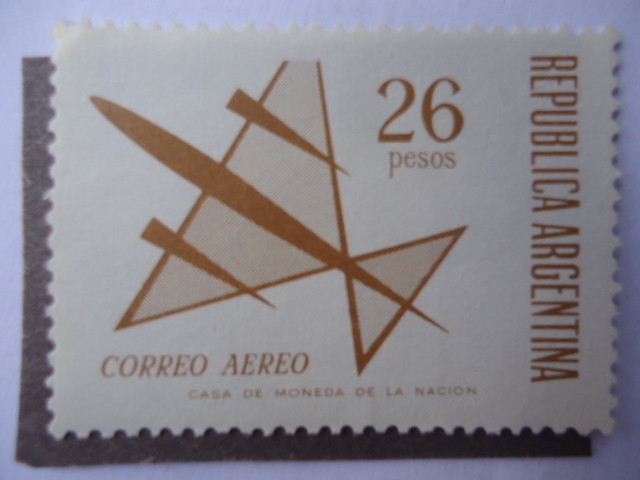 26
pesos
REPUBLICA ARGENTINA
CORREO AEREO
CASA DE MONEDA DE LA NACION